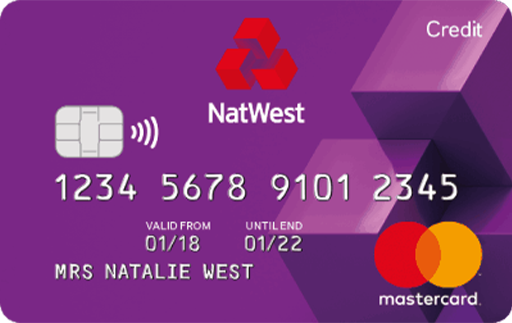 Credit
NatWest
1234 5678 9101 2345
VALID FROM UNTIL END
01/18 01/22
MRS NATALIE WEST
mastercard.